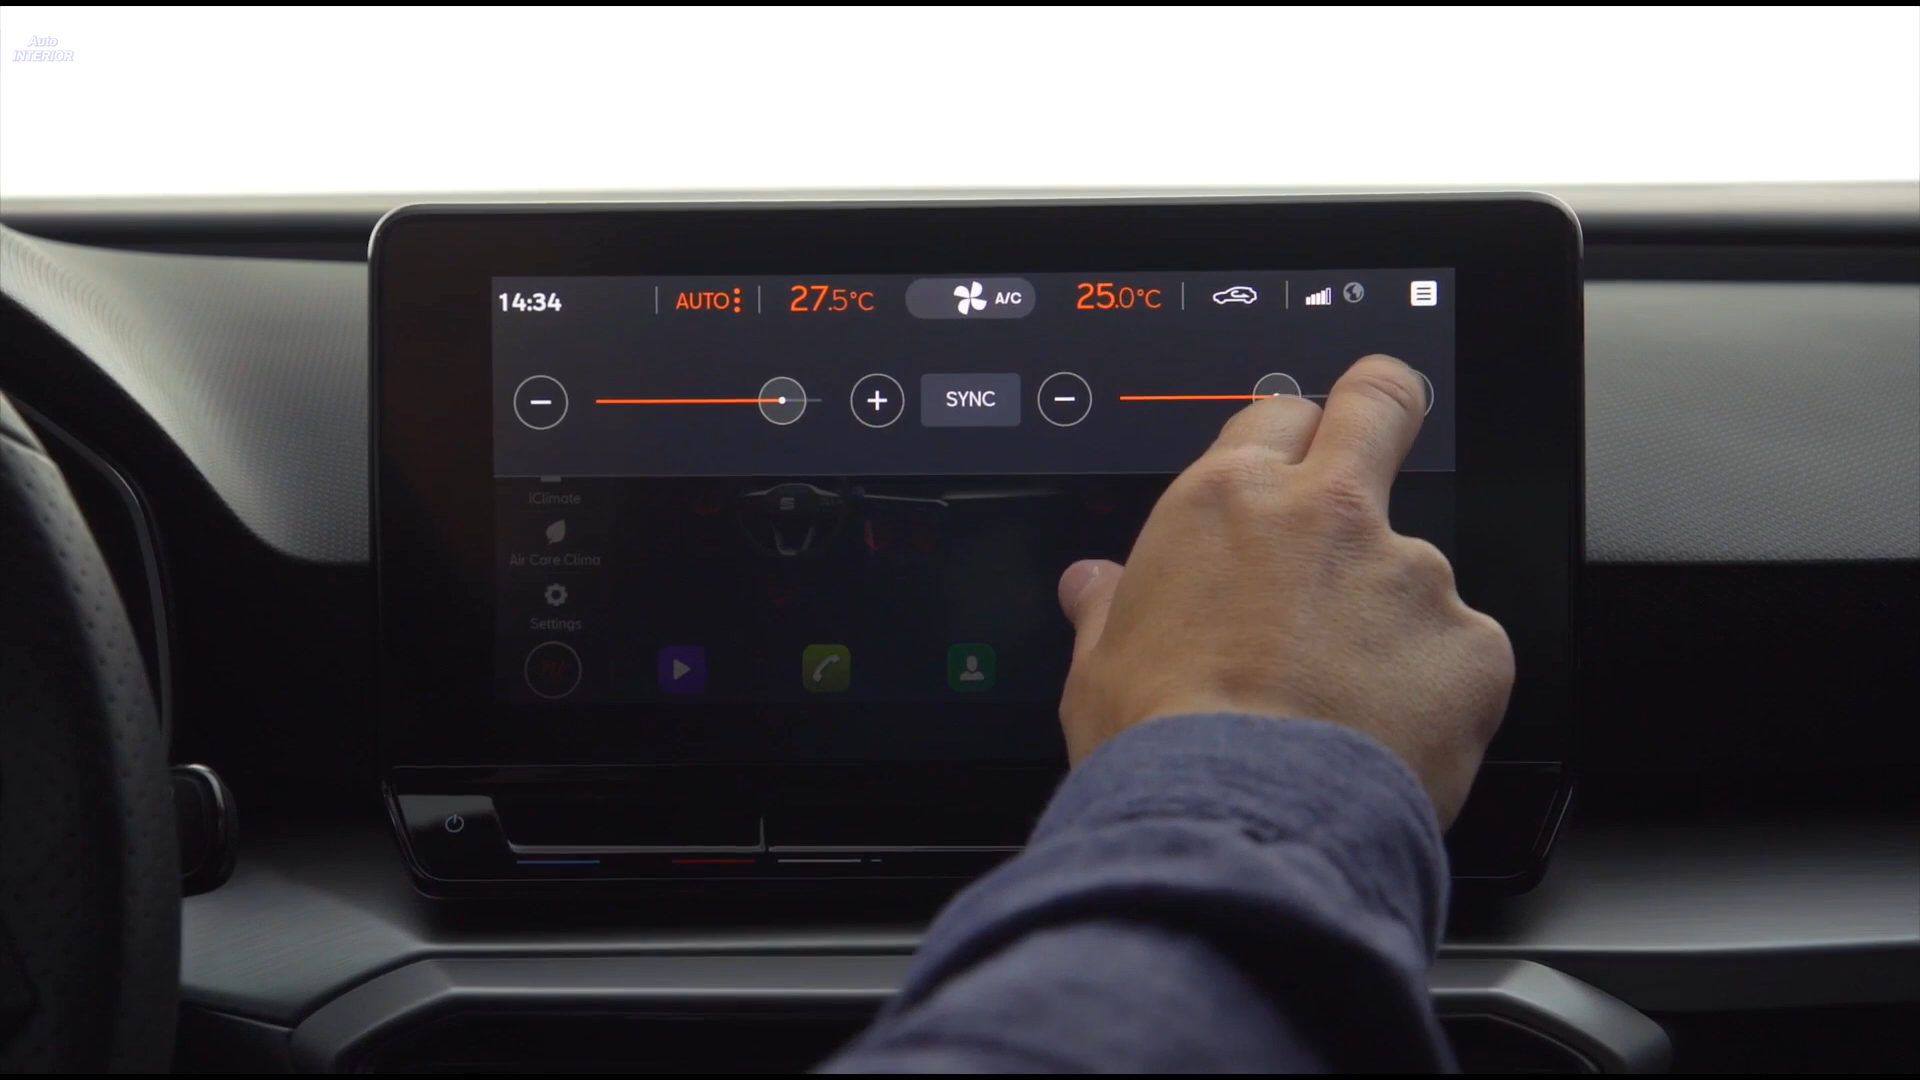 Auto
INTERIOR
14:34 AUTO 27.5°C A/C 25.0°C
SYNC
iClimate
Air Care Clima
Settings